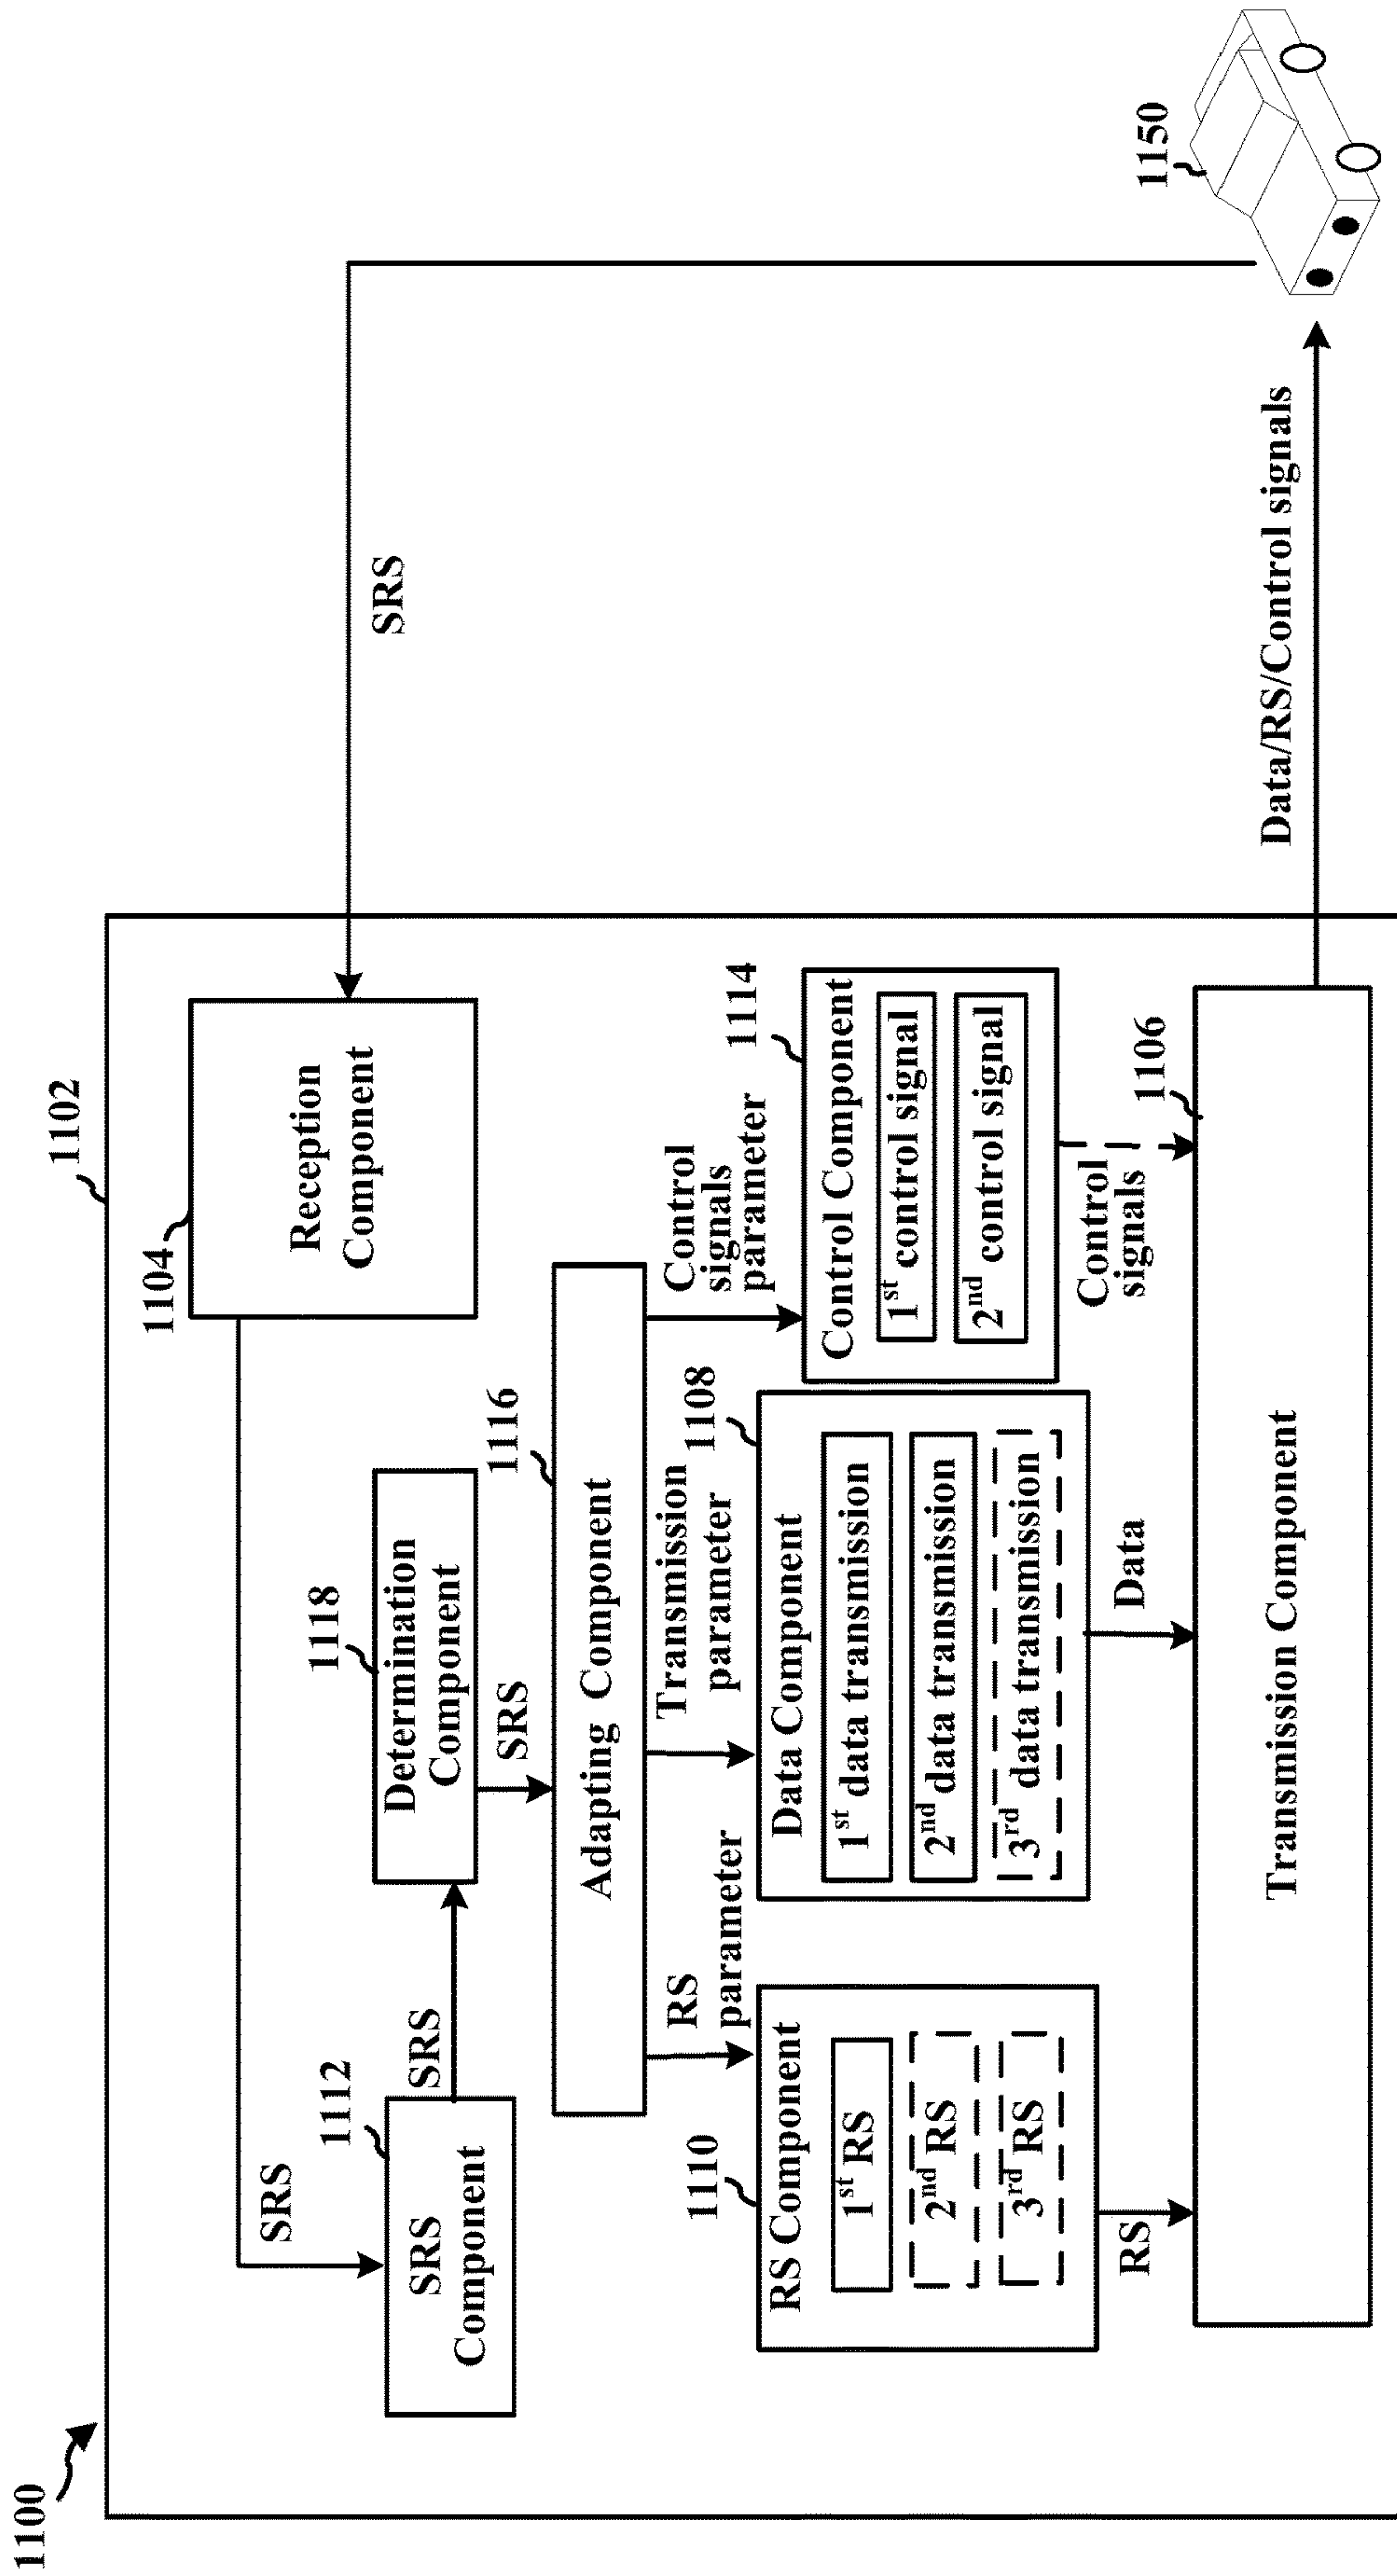 1100
1102
1104
Reception
Component
SRS
SRS
1112
SRS
Component
SRS
1118
Determination
Component
SRS
1116
Adapting Component
RS
parameter
Transmission
parameter
Control
signals
parameter
1110
RS Component
1st RS
2nd RS
3rd RS
RS
1108
Data Component
1st data transmission
2nd data transmission
3rd data transmission
Data
1114
Control Component
1st control signal
2nd control signal
Control
signals
1106
Transmission Component
Data/RS/Control signals
1150